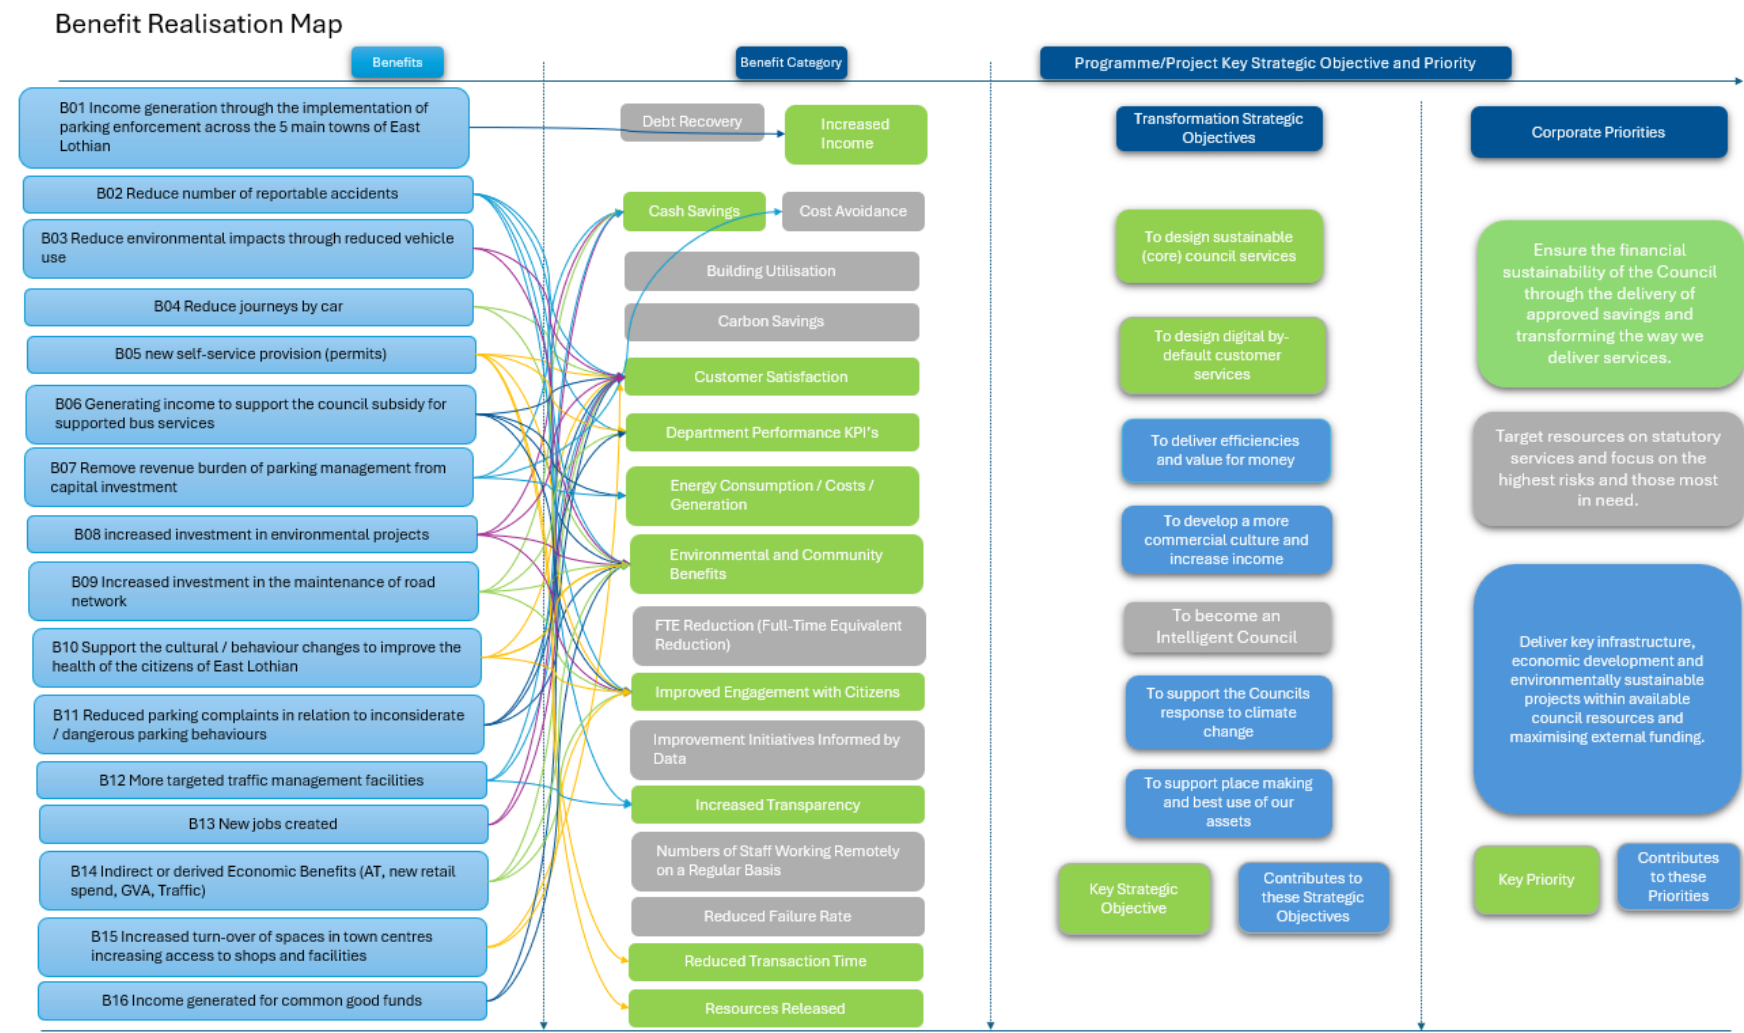 Benefit Realisation Map
Benefits
Benefit Category
Programme/Project Key Strategic Objective and Priority
B01 Income generation through the implementation of
parking enforcement across the 5 main towns of East
Lothian
B02 Reduce number of reportable accidents
B03 Reduce environmental impacts through reduced vehicle
use
B04 Reduce journeys by car
B05 new self-service provision (permits)
B06 Generating income to support the council subsidy for
supported bus services
B07 Remove revenue burden of parking management from
capital investment
B08 increased investment in environmental projects
B09 Increased investment in the maintenance of road
network
B10 Support the cultural / behaviour changes to improve the
health of the citizens of East Lothian
B11 Reduced parking complaints in relation to inconsiderate
/ dangerous parking behaviours
B12 More targeted traffic management facilities
B13 New jobs created
B14 Indirect or derived Economic Benefits (AT, new retail
spend, GVA, Traffic)
B15 Increased turn-over of spaces in town centres
increasing access to shops and facilities
B16 Income generated for common good funds
Debt Recovery
Increased
Income
Cash Savings
Cost Avoidance
Building Utilisation
Carbon Savings
Customer Satisfaction
Department Performance KPI's
Energy Consumption / Costs /
Generation
Environmental and Community
Benefits
FTE Reduction (Full-Time Equivalent
Reduction)
Improved Engagement with Citizens
Improvement Initiatives Informed by
Data
Increased Transparency
Numbers of Staff Working Remotely
on a Regular Basis
Reduced Failure Rate
Reduced Transaction Time
Resources Released
Transformation Strategic
Objectives
To design sustainable
(core) council services
To design digital by-
default customer
services
To deliver efficiencies
and value for money
To develop a more
commercial culture and
increase income
To become an
Intelligent Council
To support the Councils
response to climate
change
To support place making
and best use of our
assets
Key Strategic
Objective
Contributes to
these Strategic
Objectives
Corporate Priorities
Ensure the financial
sustainability of the Council
through the delivery of
approved savings and
transforming the way we
deliver services.
Target resources on statutory
services and focus on the
highest risks and those most
in need.
Deliver key infrastructure,
economic development and
environmentally sustainable
projects within available
council resources and
maximising external funding.
Key Priority
Contributes
to these
Priorities